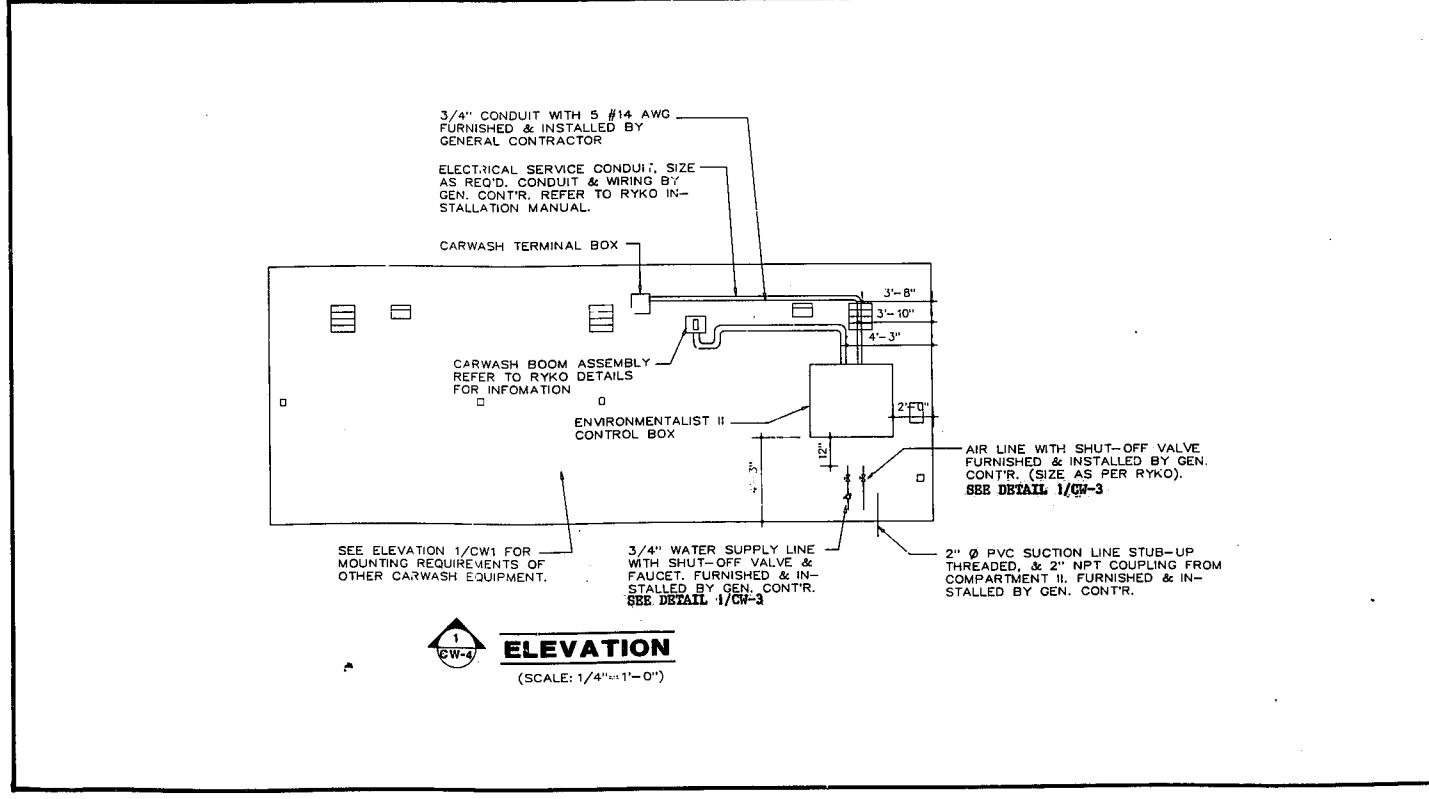 3/4" CONDUIT WITH 5 #14 AWG
FURNISHED & INSTALLED BY
GENERAL CONTRACTOR
ELECTRICAL SERVICE CONDUIT, SIZE
AS REQ'D. CONDUIT & WIRING BY
GEN. CONT'R. REFER TO RYKO IN-
STALLATION MANUAL.
CARWASH TERMINAL BOX
3'-8"
3'-10"
4'-3"
CARWASH BOOM ASSEMBLY
REFER TO RYKO DETAILS
FOR INFOMATION
ENVIRONMENTALIST II
CONTROL BOX
2'-0"
12"
4'-3"
AIR LINE WITH SHUT-OFF VALVE
FURNISHED & INSTALLED BY GEN.
CONT'R. (SIZE AS PER RYKO).
SEE DETAIL 1/CW-3
SEE ELEVATION 1/CW1 FOR
MOUNTING REQUIREMENTS OF
OTHER CARWASH EQUIPMENT.
3/4" WATER SUPPLY LINE
WITH SHUT-OFF VALVE &
FAUCET. FURNISHED & IN-
STALLED BY GEN. CONT'R.
SEE DETAIL 1/CW-3
2" Ø PVC SUCTION LINE STUB-UP
THREADED, & 2" NPT COUPLING FROM
COMPARTMENT II. FURNISHED & IN-
STALLED BY GEN. CONT'R.
1
CW-4
ELEVATION
(SCALE: 1/4"=1'-0")